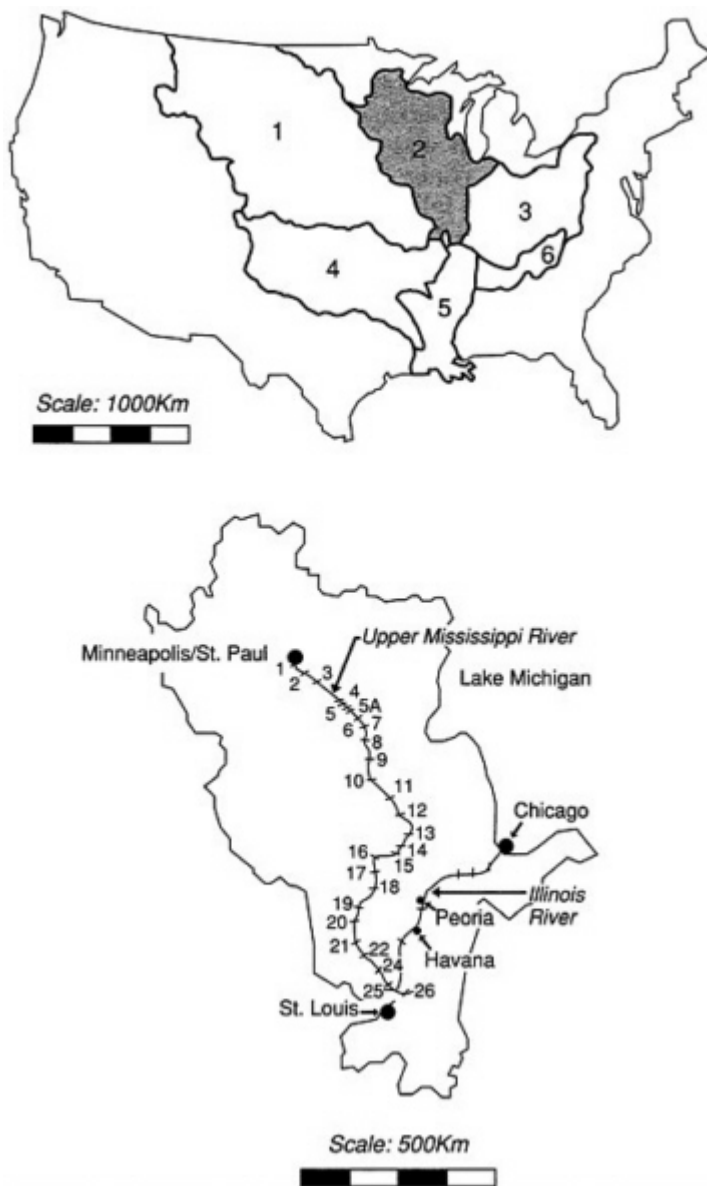 1
2
3
4
6
5
Scale: 1000Km
Upper Mississippi River
Minneapolis/St. Paul
Lake Michigan
1
2
3
4
5
5A
6
7
8
9
10
11
12
Chicago
13
14
16
15
17
18
Illinois
River
19
Peoria
20
21
22
Havana
24
25
26
St. Louis
Scale: 500Km